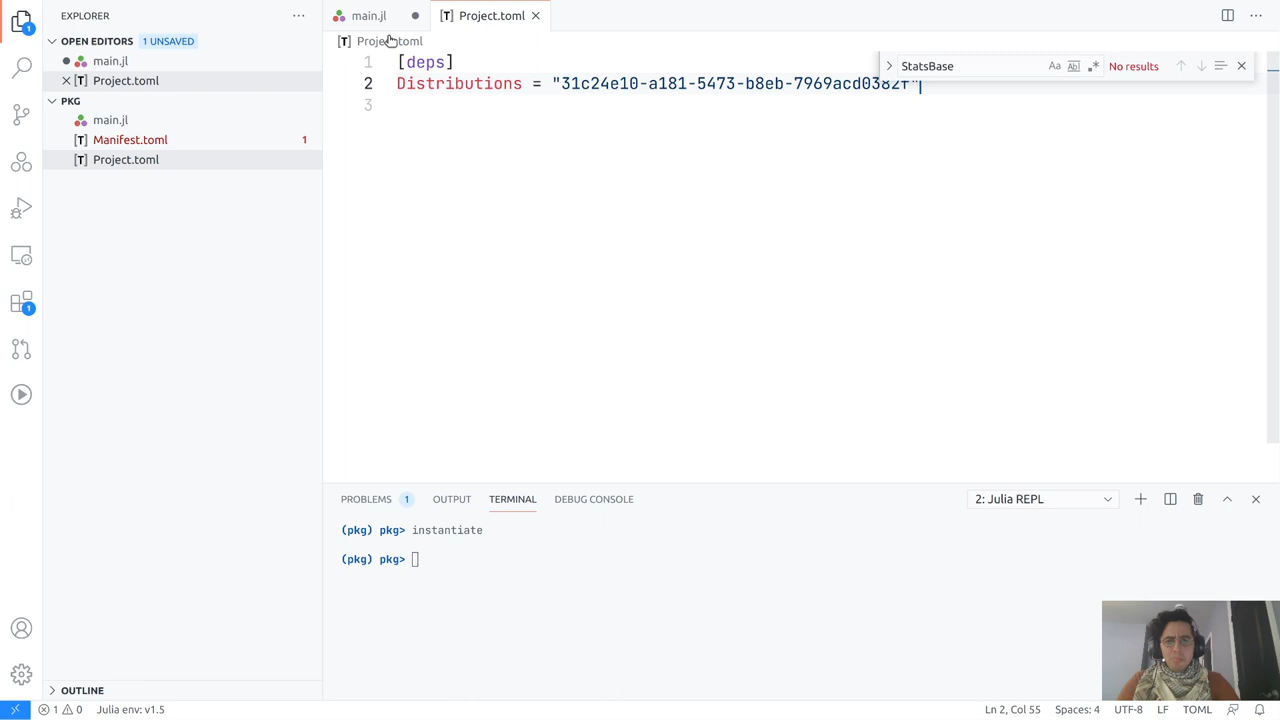 EXPLORER
OPEN EDITORS 1 UNSAVED
main.jl
Project.toml
PKG
main.jl
Manifest.toml 1
Project.toml
OUTLINE
main.jl
[T] Project.toml
[T] Project.toml
1 [deps]
2 Distributions = "31c24e10-a181-5473-b8eb-7969acd0382f"
3
StatsBase Aa Ab No results
PROBLEMS 1 OUTPUT TERMINAL DEBUG CONSOLE 2: Julia REPL
(pkg) pkg> instantiate
(pkg) pkg>
1 0 Julia env: v1.5 Ln 2, Col 55 Spaces: 4 UTF-8 LF TOML